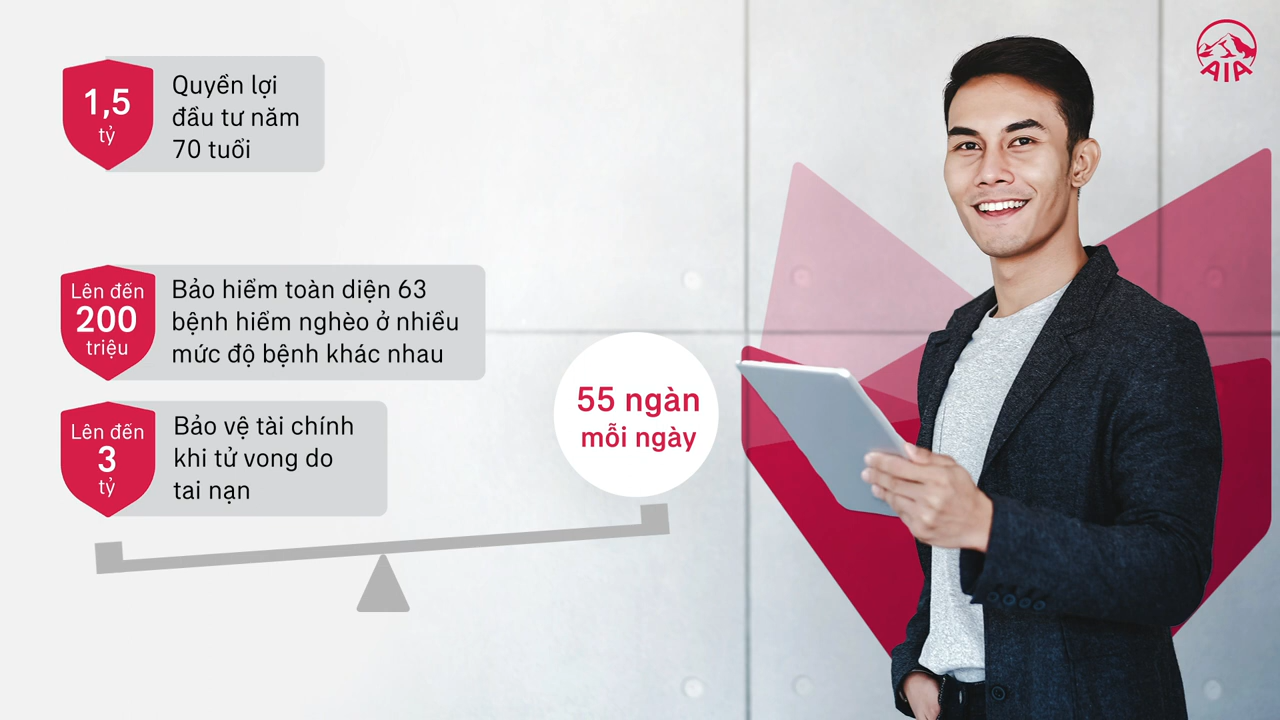 1,5
tỷ
Quyền lợi
đầu tư năm
70 tuổi
Lên đến
200
triệu
Bảo hiểm toàn diện 63
bệnh hiểm nghèo ở nhiều
mức độ bệnh khác nhau
Lên đến
3
tỷ
Bảo vệ tài chính
khi tử vong do
tai nạn
55 ngàn
mỗi ngày
AIA